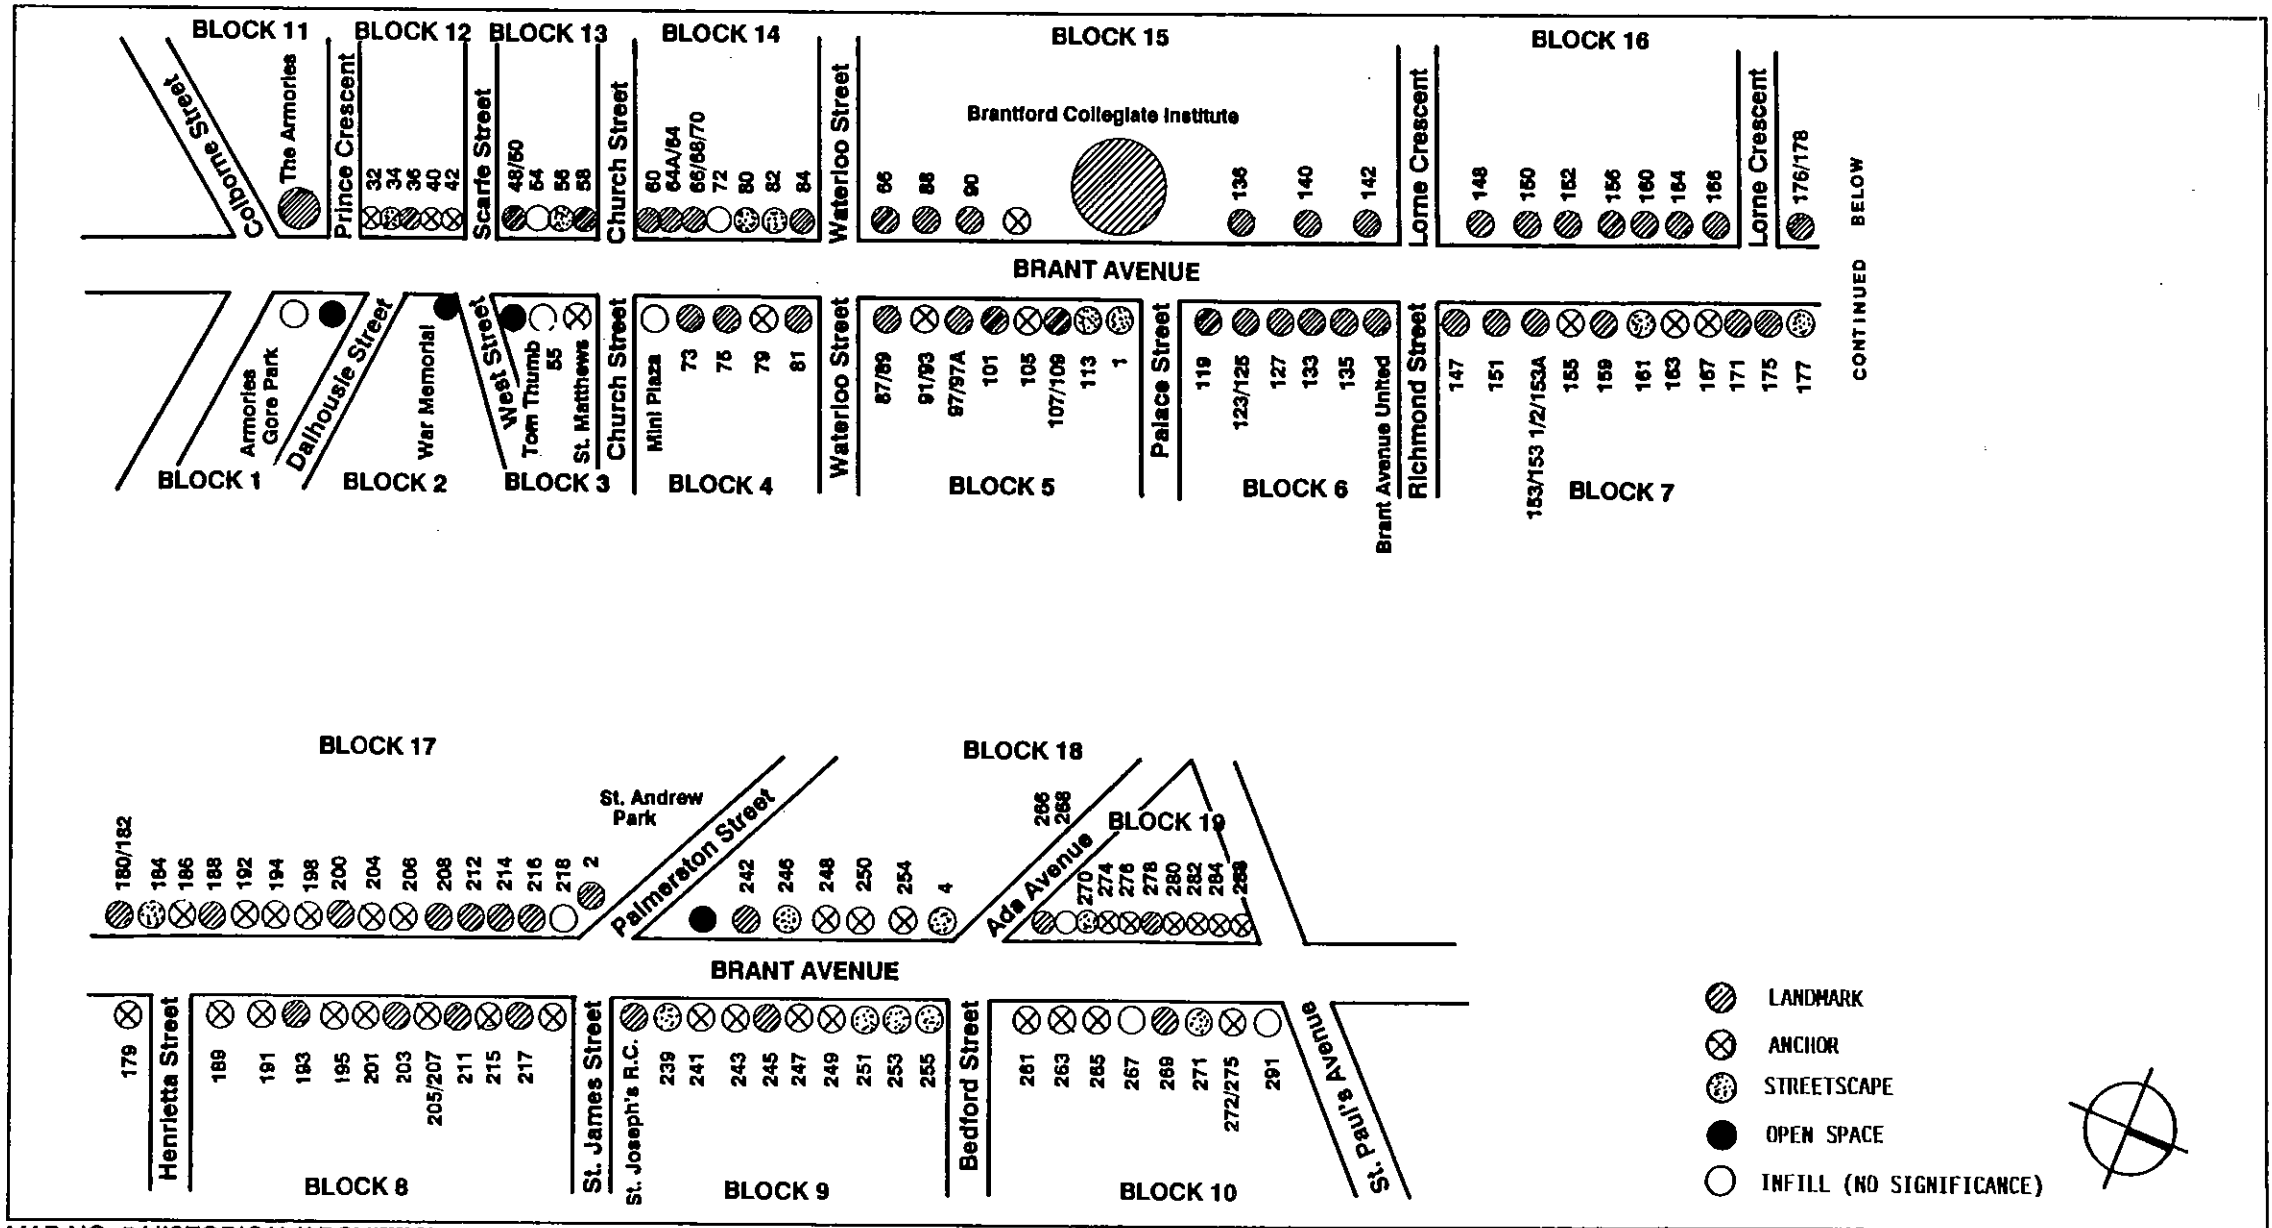 BLOCK 11
BLOCK 12
BLOCK 13
BLOCK 14
BLOCK 15
BLOCK 16
Colborne Street
The Armories
Prince Crescent
32
34
36
40
42
Scarfe Street
48/50
54
56
58
Church Street
60
64A/64
66/68/70
72
80
82
84
Waterloo Street
86
88
90
Brantford Collegiate Institute
136
140
142
Lorne Crescent
148
150
152
156
160
164
166
Lorne Crescent
176/178
CONTINUED BELOW
BRANT AVENUE
Armories
Gore Park
Dalhousie Street
War Memorial
West Street
Tom Thumb
55
St. Matthews
Church Street
Mini Plaza
73
75
79
81
Waterloo Street
87/89
91/93
97/97A
101
105
107/109
113
1
Palace Street
119
123/125
127
133
135
Brant Avenue United
Richmond Street
147
151
153/153 1/2/153A
155
159
161
163
167
171
175
177
BLOCK 1
BLOCK 2
BLOCK 3
BLOCK 4
BLOCK 5
BLOCK 6
BLOCK 7
BLOCK 17
BLOCK 18
BLOCK 19
180/182
184
186
188
192
194
198
200
204
206
208
212
214
216
218
2
St. Andrew
Park
Palmerston Street
242
246
248
250
254
4
Ada Avenue
266
268
270
274
276
278
280
282
284
BRANT AVENUE
179
Henrietta Street
189
191
193
195
201
203
205/207
211
215
217
St. James Street
St. Joseph's R.C.
239
241
243
245
247
249
251
253
255
Bedford Street
261
263
265
267
269
271
272/275
291
St. Paul's Avenue
BLOCK 8
BLOCK 9
BLOCK 10
LANDMARK
ANCHOR
STREETSCAPE
OPEN SPACE
INFILL (NO SIGNIFICANCE)